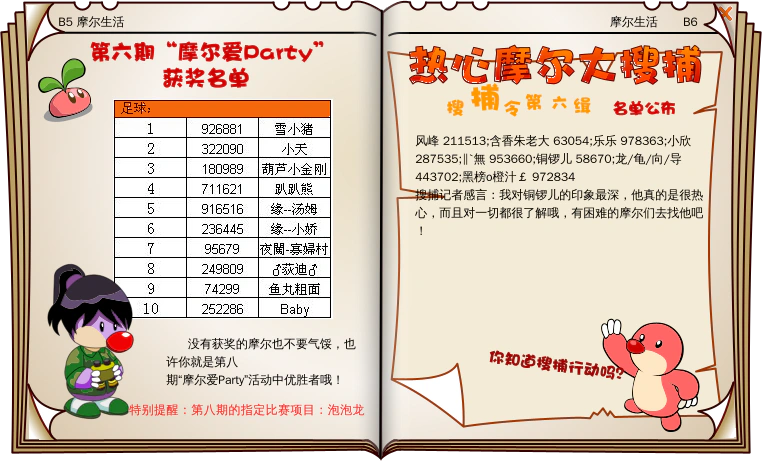 B5 摩尔生活
第六期“摩尔爱Party”
获奖名单
足球：
1 926881 雪小猪
2 322090 小天
3 180989 葫芦小金刚
4 711621 趴趴熊
5 916516 缘--汤姆
6 236445 缘--小娇
7 95679 夜闖-寡婦村
8 249809 ♂荻迪♂
9 74299 鱼丸粗面
10 252286 Baby
没有获奖的摩尔也不要气馁，也
许你就是第八
期“摩尔爱Party”活动中优胜者哦！
特别提醒：第八期的指定比赛项目：泡泡龙
摩尔生活 B6
热心摩尔大搜捕
搜捕令第六缉 名单公布
风峰 211513;含香朱老大 63054;乐乐 978363;小欣
287535;‖`無 953660;铜锣儿 58670;龙/龟/向/导
443702;黑榜o橙汁￡ 972834
搜捕记者感言：我对铜锣儿的印象最深，他真的是很热
心，而且对一切都很了解哦，有困难的摩尔们去找他吧
！
你知道搜捕行动吗?